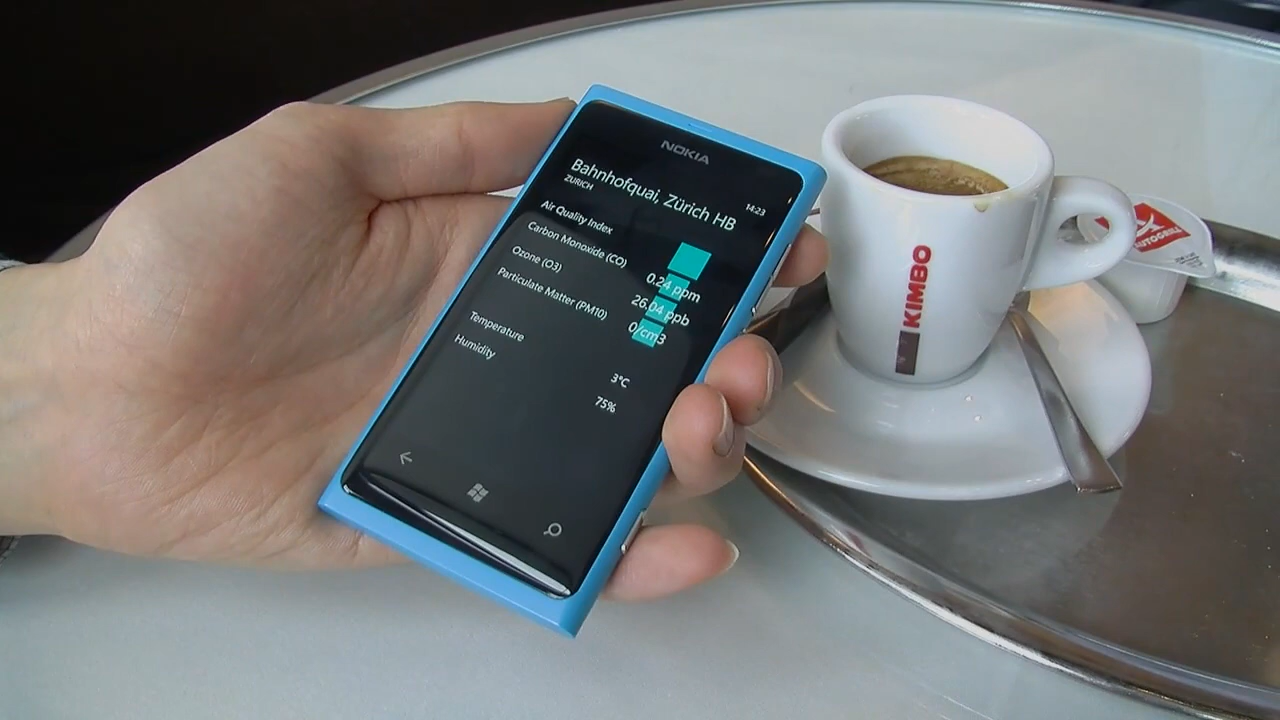 NOKIA
14:23
Bahnhofquai, Zürich HB
ZURICH
Air Quality Index
Carbon Monoxide (CO)
0.24 ppm
Ozone (O3)
26.04 ppb
Particulate Matter (PM10)
0/cm3
Temperature
3°C
Humidity
75%
KIMBO
AUTOGRILL